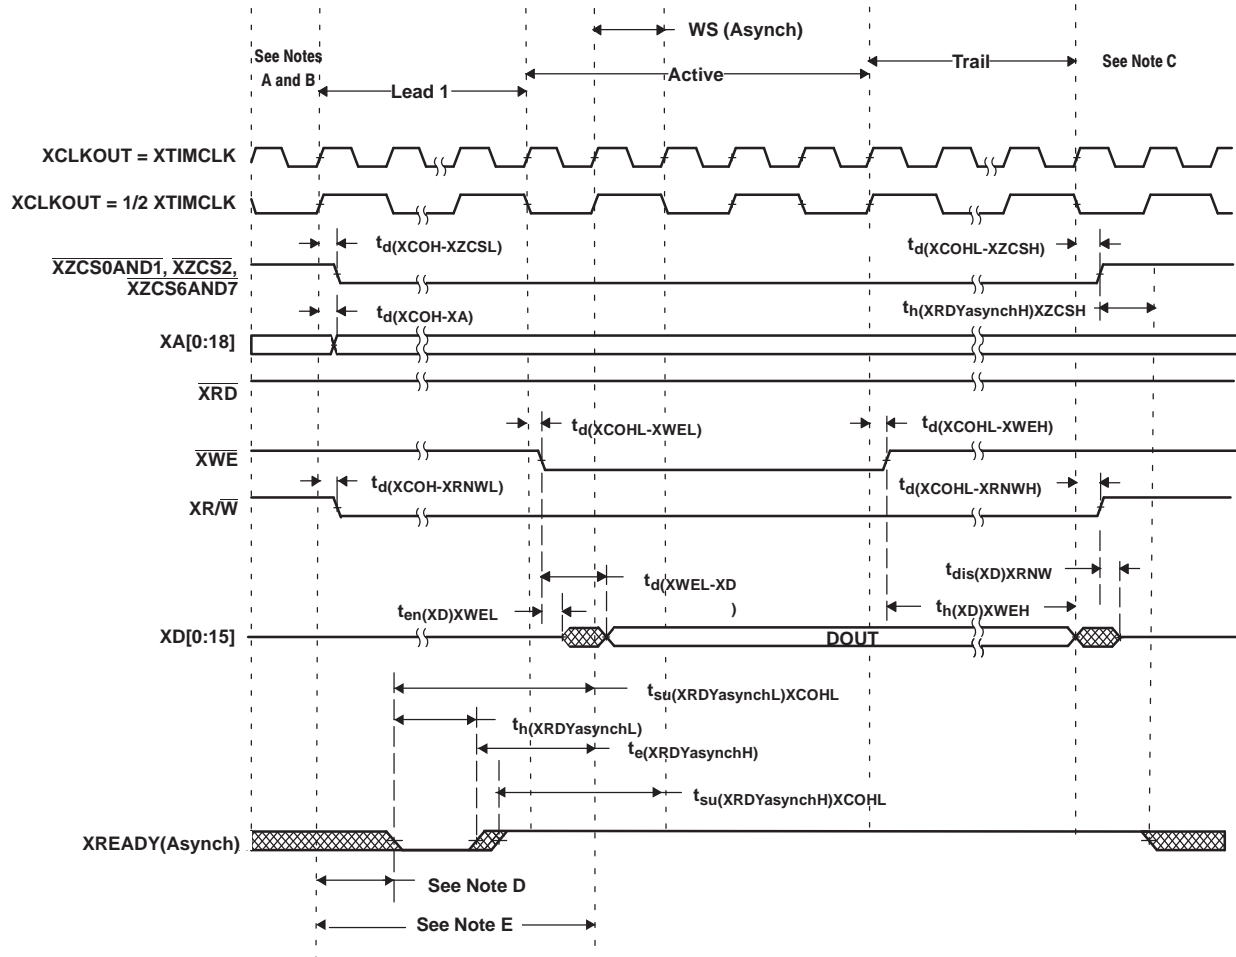 WS (Asynch)
See Notes
A and B
Lead 1
Active
Trail
See Note C
XCLKOUT = XTIMCLK
XCLKOUT = 1/2 XTIMCLK
td(XCOH-XZCSL)
td(XCOHL-XZCSH)
XZCS0AND1, XZCS2,
XZCS6AND7
td(XCOH-XA)
th(XRDYasynchH)XZCSH
XA[0:18]
XRD
td(XCOHL-XWEL)
td(XCOHL-XWEH)
XWE
td(XCOH-XRNWL)
td(XCOHL-XRNWH)
XR/W
td(XWEL-XD
)
tdis(XD)XRNW
ten(XD)XWEL
th(XD)XWEH
XD[0:15]
DOUT
tsu(XRDYasynchL)XCOHL
th(XRDYasynchL)
te(XRDYasynchH)
tsu(XRDYasynchH)XCOHL
XREADY(Asynch)
See Note D
See Note E